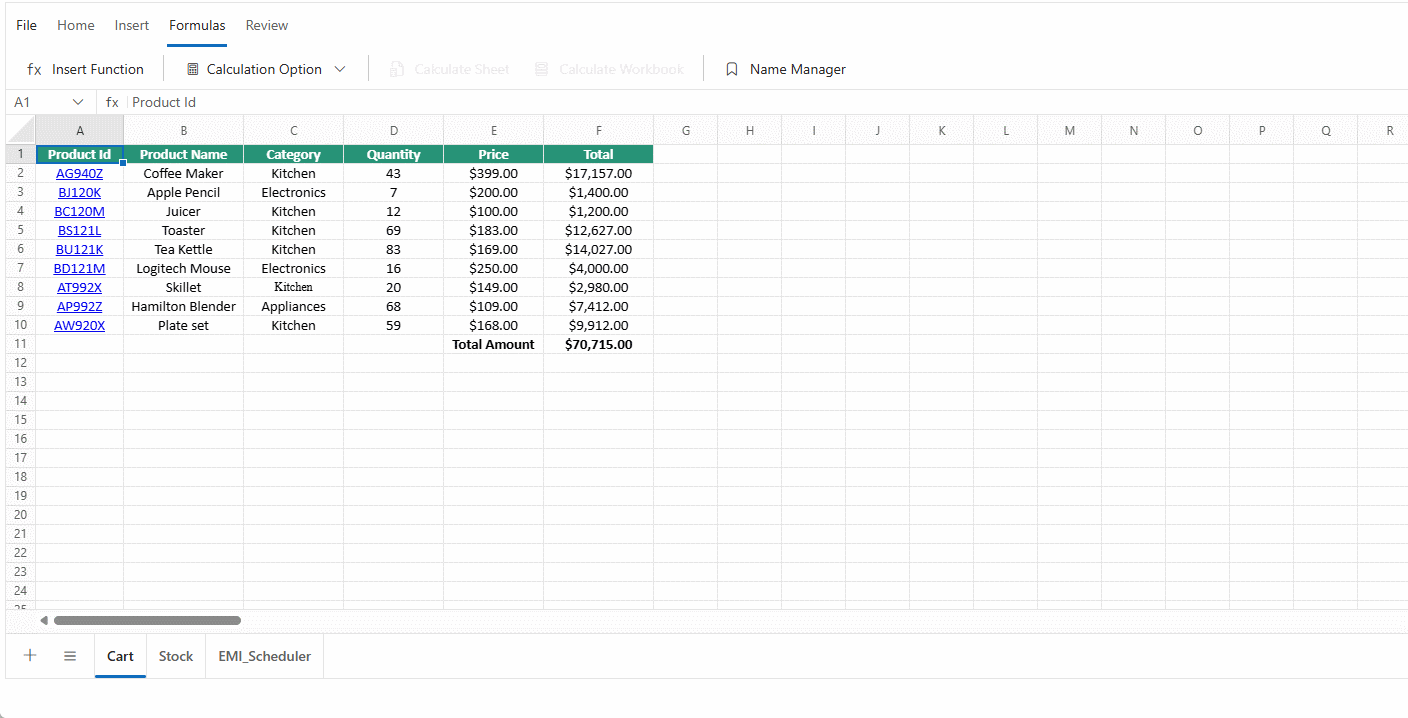 File Home Insert Formulas Review
fx Insert Function Calculation Option Calculate Sheet Calculate Workbook Name Manager
A1 fx Product Id
A B C D E F G H I J K L M N O P Q R
1 Product Id Product Name Category Quantity Price Total
2 AG940Z Coffee Maker Kitchen 43 $399.00 $17,157.00
3 BJ120K Apple Pencil Electronics 7 $200.00 $1,400.00
4 BC120M Juicer Kitchen 12 $100.00 $1,200.00
5 BS121L Toaster Kitchen 69 $183.00 $12,627.00
6 BU121K Tea Kettle Kitchen 83 $169.00 $14,027.00
7 BD121M Logitech Mouse Electronics 16 $250.00 $4,000.00
8 AT992X Skillet Kitchen 20 $149.00 $2,980.00
9 AP992Z Hamilton Blender Appliances 68 $109.00 $7,412.00
10 AW920X Plate set Kitchen 59 $168.00 $9,912.00
11 Total Amount $70,715.00
12
13
14
15
16
17
18
19
20
21
22
23
24
25
Cart Stock EMI_Scheduler